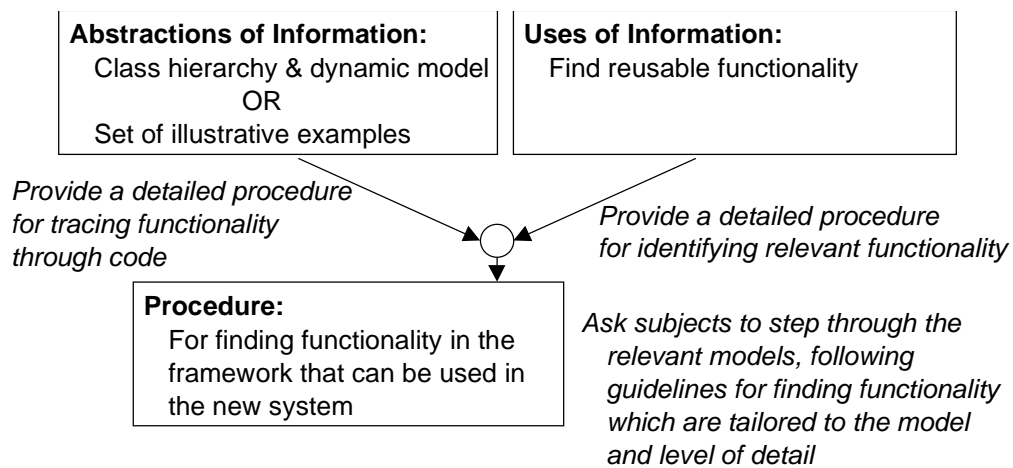 Abstractions of Information:
Class hierarchy & dynamic model
OR
Set of illustrative examples
Uses of Information:
Find reusable functionality
Provide a detailed procedure
for tracing functionality
through code
Provide a detailed procedure
for identifying relevant functionality
Procedure:
For finding functionality in the
framework that can be used in
the new system
Ask subjects to step through the
relevant models, following
guidelines for finding functionality
which are tailored to the model
and level of detail